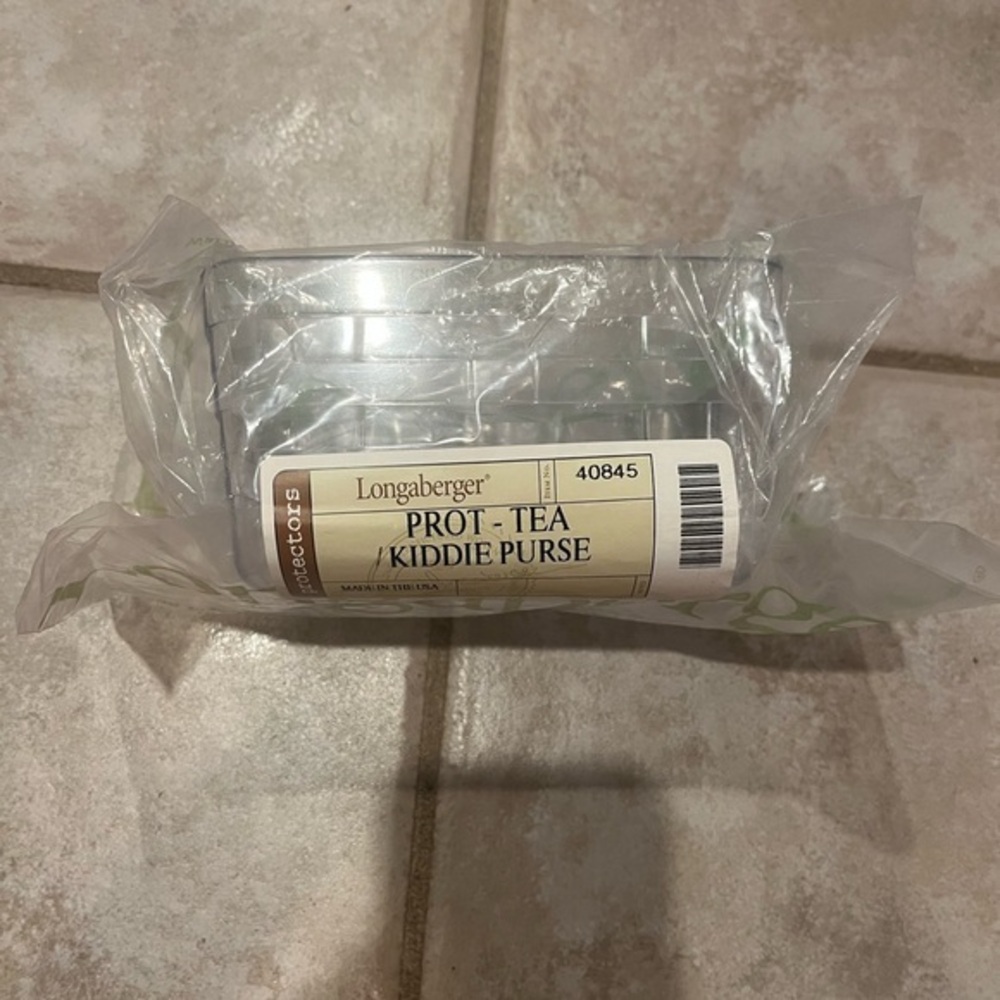 protectors
Longaberger®
Item No.
40845
PROT - TEA
/ KIDDIE PURSE
MADE IN THE USA